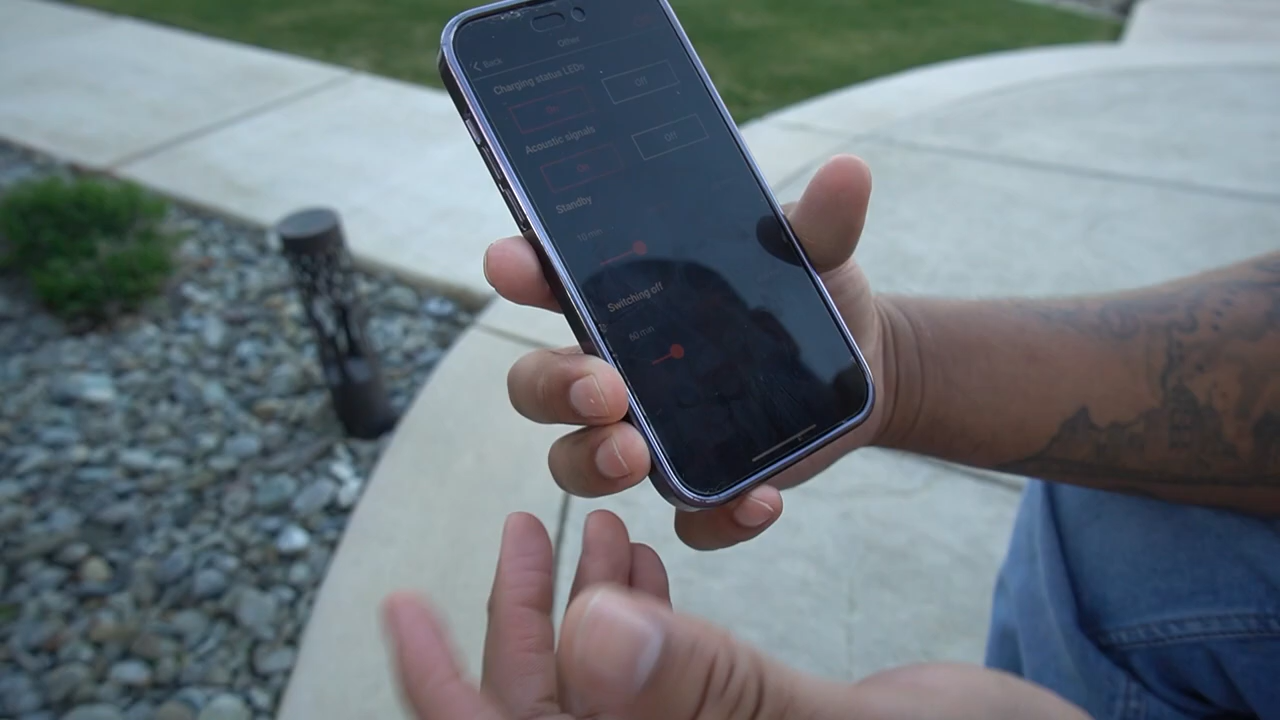 Other
Back
Charging status LEDs
On Off
Acoustic signals
On Off
Standby
10 min
Switching off
60 min